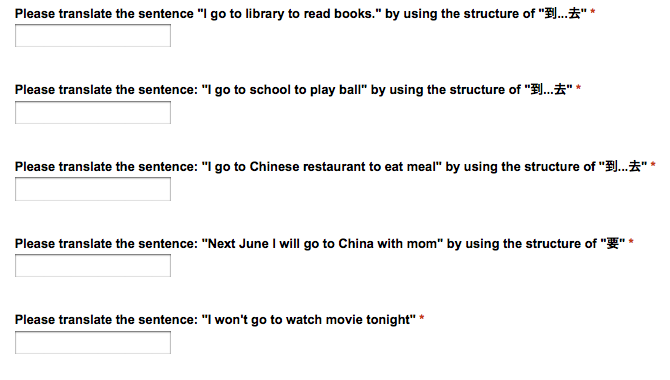 Please translate the sentence "I go to library to read books." by using the structure of "到...去" *
Please translate the sentence: "I go to school to play ball" by using the structure of "到...去" *
Please translate the sentence: "I go to Chinese restaurant to eat meal" by using the structure of "到...去" *
Please translate the sentence: "Next June I will go to China with mom" by using the structure of "要" *
Please translate the sentence: "I won't go to watch movie tonight" *